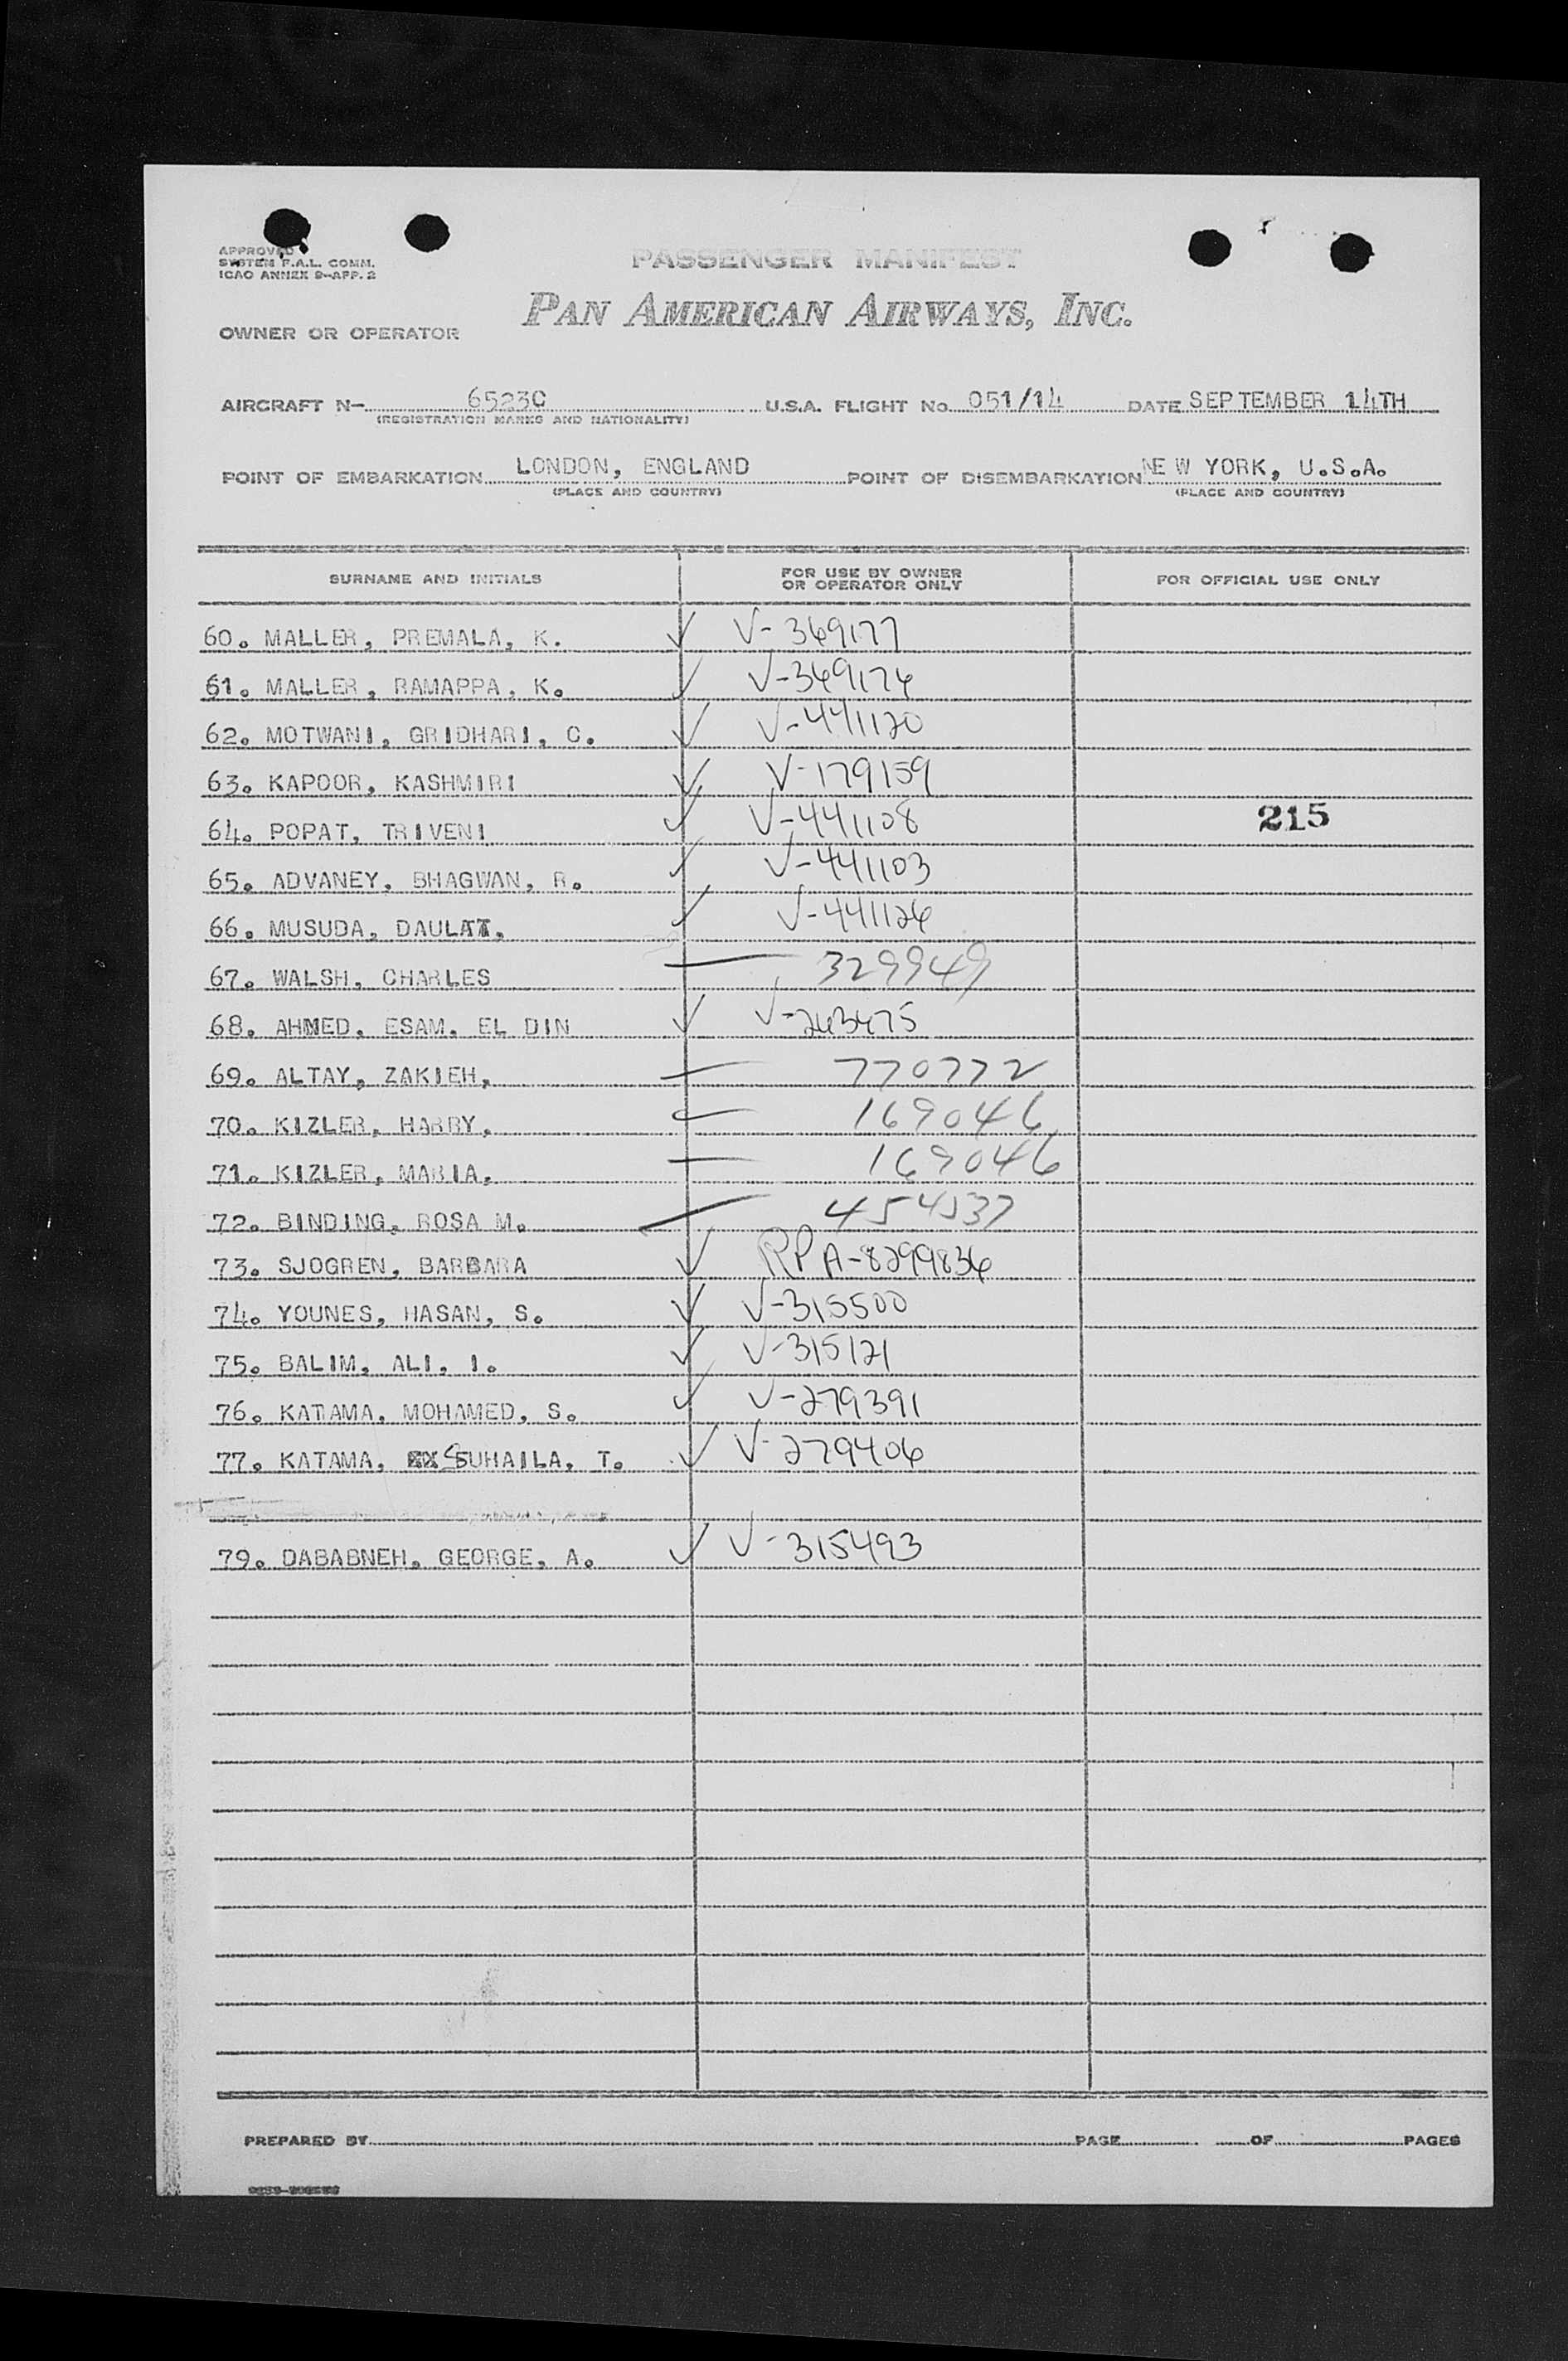 APPROVED
SYSTEM F.A.L. COMM.
ICAO ANNEX 9-APP. 2
PASSENGER MANIFEST
PAN AMERICAN AIRWAYS, INC.
OWNER OR OPERATOR
AIRCRAFT N- 6523C U.S.A. FLIGHT No. 051/14 DATE SEPTEMBER 14TH
(REGISTRATION MARKS AND NATIONALITY)
POINT OF EMBARKATION LONDON, ENGLAND POINT OF DISEMBARKATION NEW YORK, U.S.A.
(PLACE AND COUNTRY) (PLACE AND COUNTRY)
SURNAME AND INITIALS FOR USE BY OWNER OR OPERATOR ONLY FOR OFFICIAL USE ONLY
60. MALLER, PREMALA, K. ✓ V-369177
61. MALLER, RAMAPPA, K. ✓ V-369176
62. MOTWANI, GRIDHARI, C. ✓ V-441120
63. KAPOOR, KASHMIRI ✓ V-179159
64. POPAT, TRIVENI ✓ V-441108 215
65. ADVANEY, BHAGWAN, R. ✓ V-441103
66. MUSUDA, DAULAT, ✓ V-441126
67. WALSH, CHARLES — 329949
68. AHMED, ESAM, EL DIN ✓ V-263475
69. ALTAY, ZAKIEH, — 770772
70. KIZLER, HARRY, — 169046
71. KIZLER, MARIA, — 169046
72. BINDING, ROSA M. — 454537
73. SJOGREN, BARBARA ✓ RP A-8299836
74. YOUNES, HASAN, S. ✓ V-315500
75. BALIM, ALI, I. ✓ V-315121
76. KATAMA, MOHAMED, S. ✓ V-279391
77. KATAMA, SUHAILA, T. ✓ V-279406
79. DABABNEH, GEORGE, A. ✓ V-315493
PREPARED BY PAGE OF PAGES